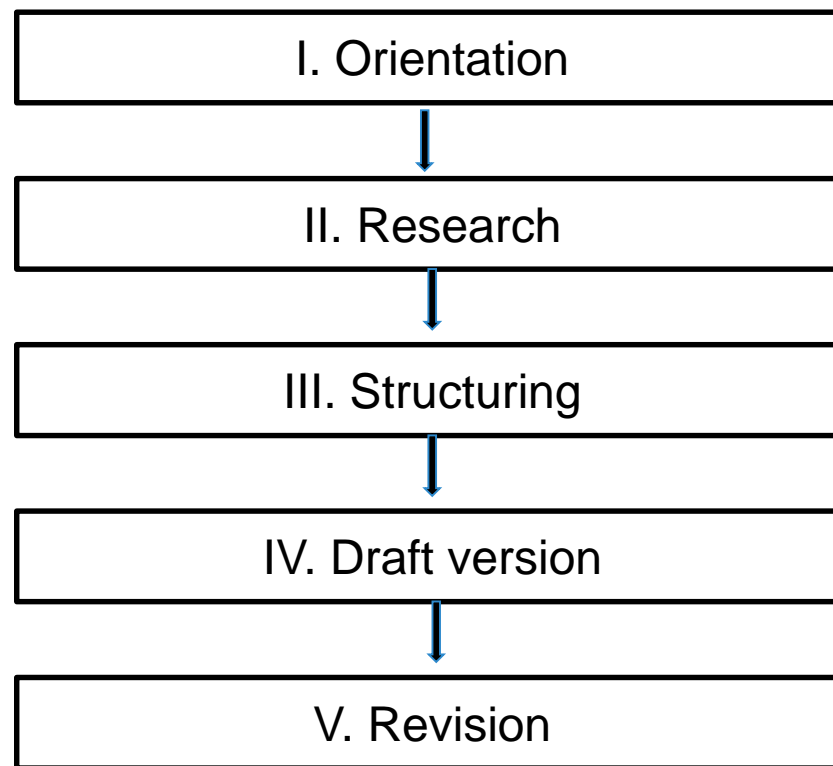 I. Orientation
II. Research
III. Structuring
IV. Draft version
V. Revision